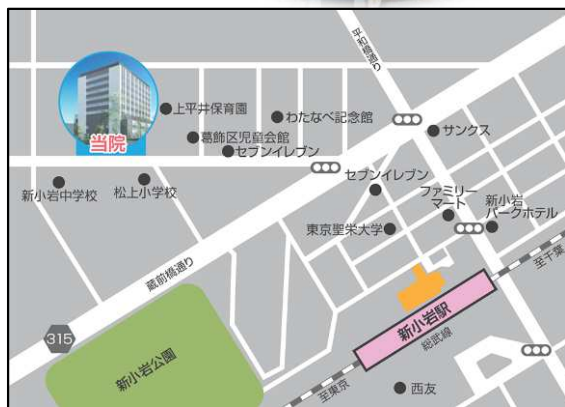 平和橋通り
上平井保育園
わたなべ記念館
サンクス
葛飾区児童会館
セブンイレブン
当院
新小岩中学校
松上小学校
セブンイレブン
ファミリー
マート
新小岩
パークホテル
東京聖栄大学
蔵前橋通り
至千葉
新小岩駅
総武線
315
新小岩公園
至東京
西友